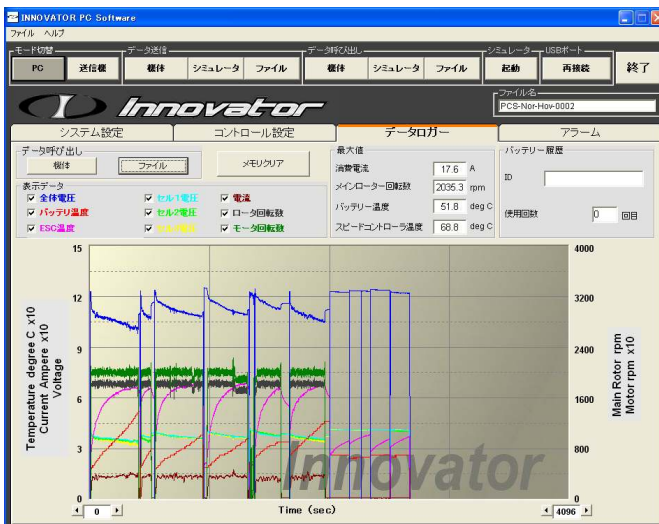 INNOVATOR PC Software
ファイル ヘルプ
モード切替 データ送信 データ呼び出し シミュレーター USBポート
PC 送信機 機体 シミュレータ ファイル 機体 シミュレータ ファイル 起動 再接続 終了
Innovator
ファイル名
PCS-Nor-Hov-0002
システム設定 コントロール設定 データロガー アラーム
データ呼び出し
機体 ファイル メモリクリア
表示データ
全体電圧 セル1電圧 電流
バッテリ温度 セル2電圧 ロータ回転数
ESC温度 モータ回転数
最大値
消費電流 17.6 A
メインローター回転数 2035.3 rpm
バッテリー温度 51.8 deg C
スピードコントローラ温度 68.8 deg C
バッテリー履歴
ID
使用回数 0 回目
15 4000
12 3200
9 2400
6 1600
3 800
0 0
Temperature degree C x10
Current Ampere x10
Voltage
Main Rotor rpm
Motor rpm x10
Innovator
0 Time (sec) 4096